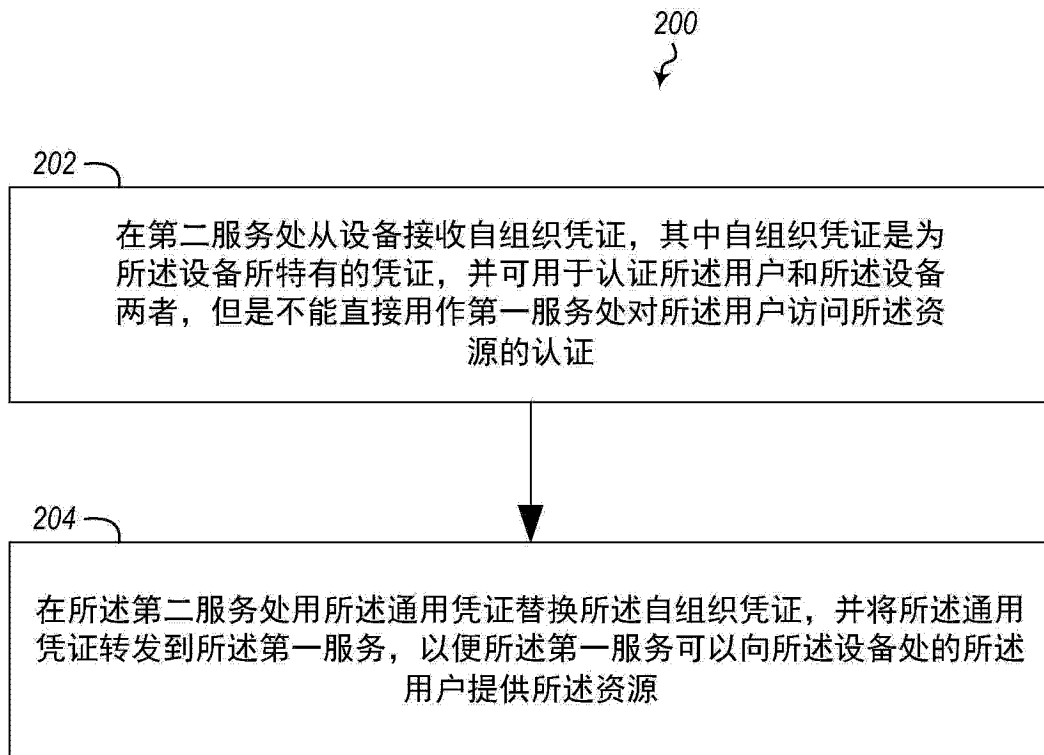 200
202
在第二服务处从设备接收自组织凭证，其中自组织凭证是为
所述设备所特有的凭证，并可用于认证所述用户和所述设备
两者，但是不能直接用作第一服务处对所述用户访问所述资
源的认证
204
在所述第二服务处用所述通用凭证替换所述自组织凭证，并将所述通用
凭证转发到所述第一服务，以便所述第一服务可以向所述设备处的所述
用户提供所述资源